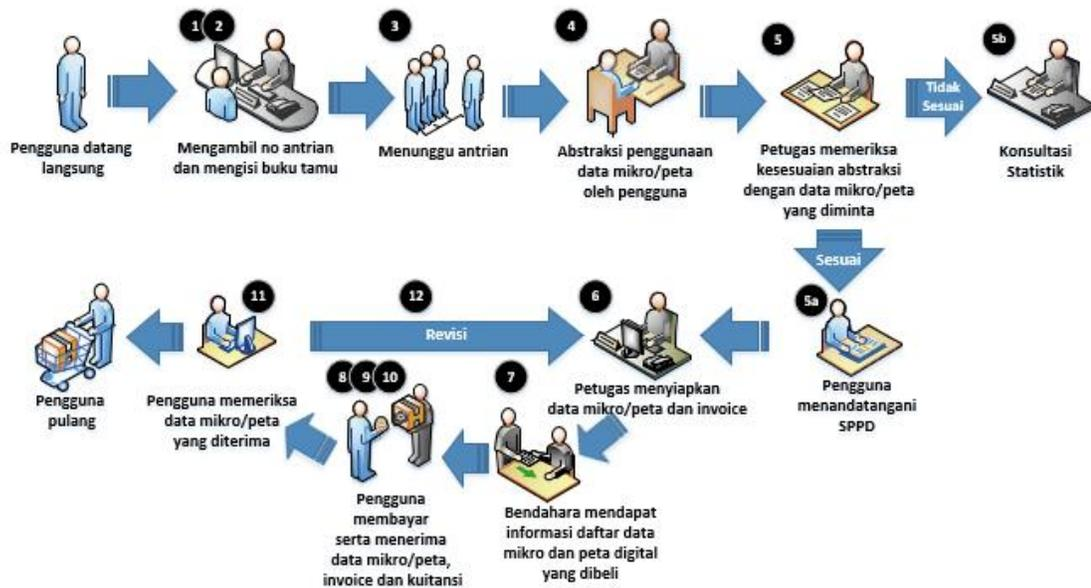 1 2
3
4
5
5b
Pengguna datang
langsung
Mengambil no antrian
dan mengisi buku tamu
Menunggu antrian
Abstraksi penggunaan
data mikro/peta
oleh pengguna
Petugas memeriksa
kesesuaian abstraksi
dengan data mikro/peta
yang diminta
Tidak
Sesuai
Konsultasi
Statistik
Sesuai
5a
Pengguna
menandatangani
SPPD
6
Petugas menyiapkan
data mikro/peta dan invoice
12
Revisi
11
Pengguna memeriksa
data mikro/peta
yang diterima
Pengguna
pulang
7
Bendahara mendapat
informasi daftar data
mikro dan peta digital
yang dibeli
8 9 10
Pengguna
membayar
serta menerima
data mikro/peta,
invoice dan kuitansi